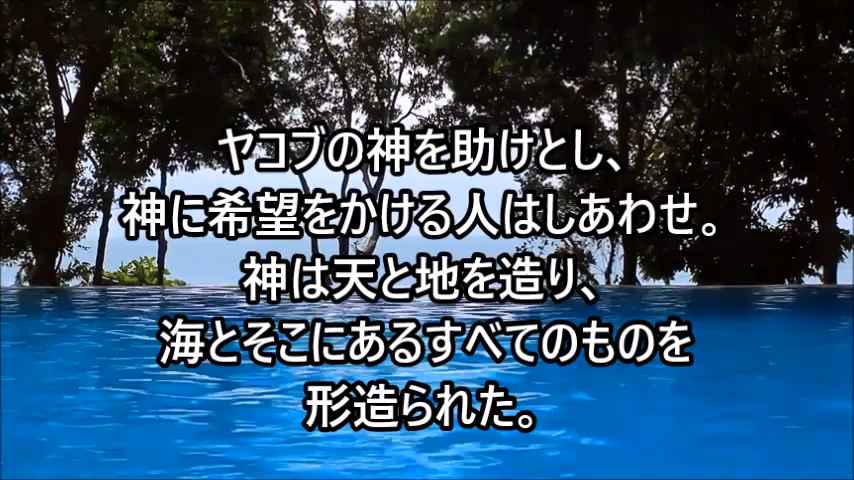 ヤコブの神を助けとし、
神に希望をかける人はしあわせ。
神は天と地を造り、
海とそこにあるすべてのものを
形造られた。